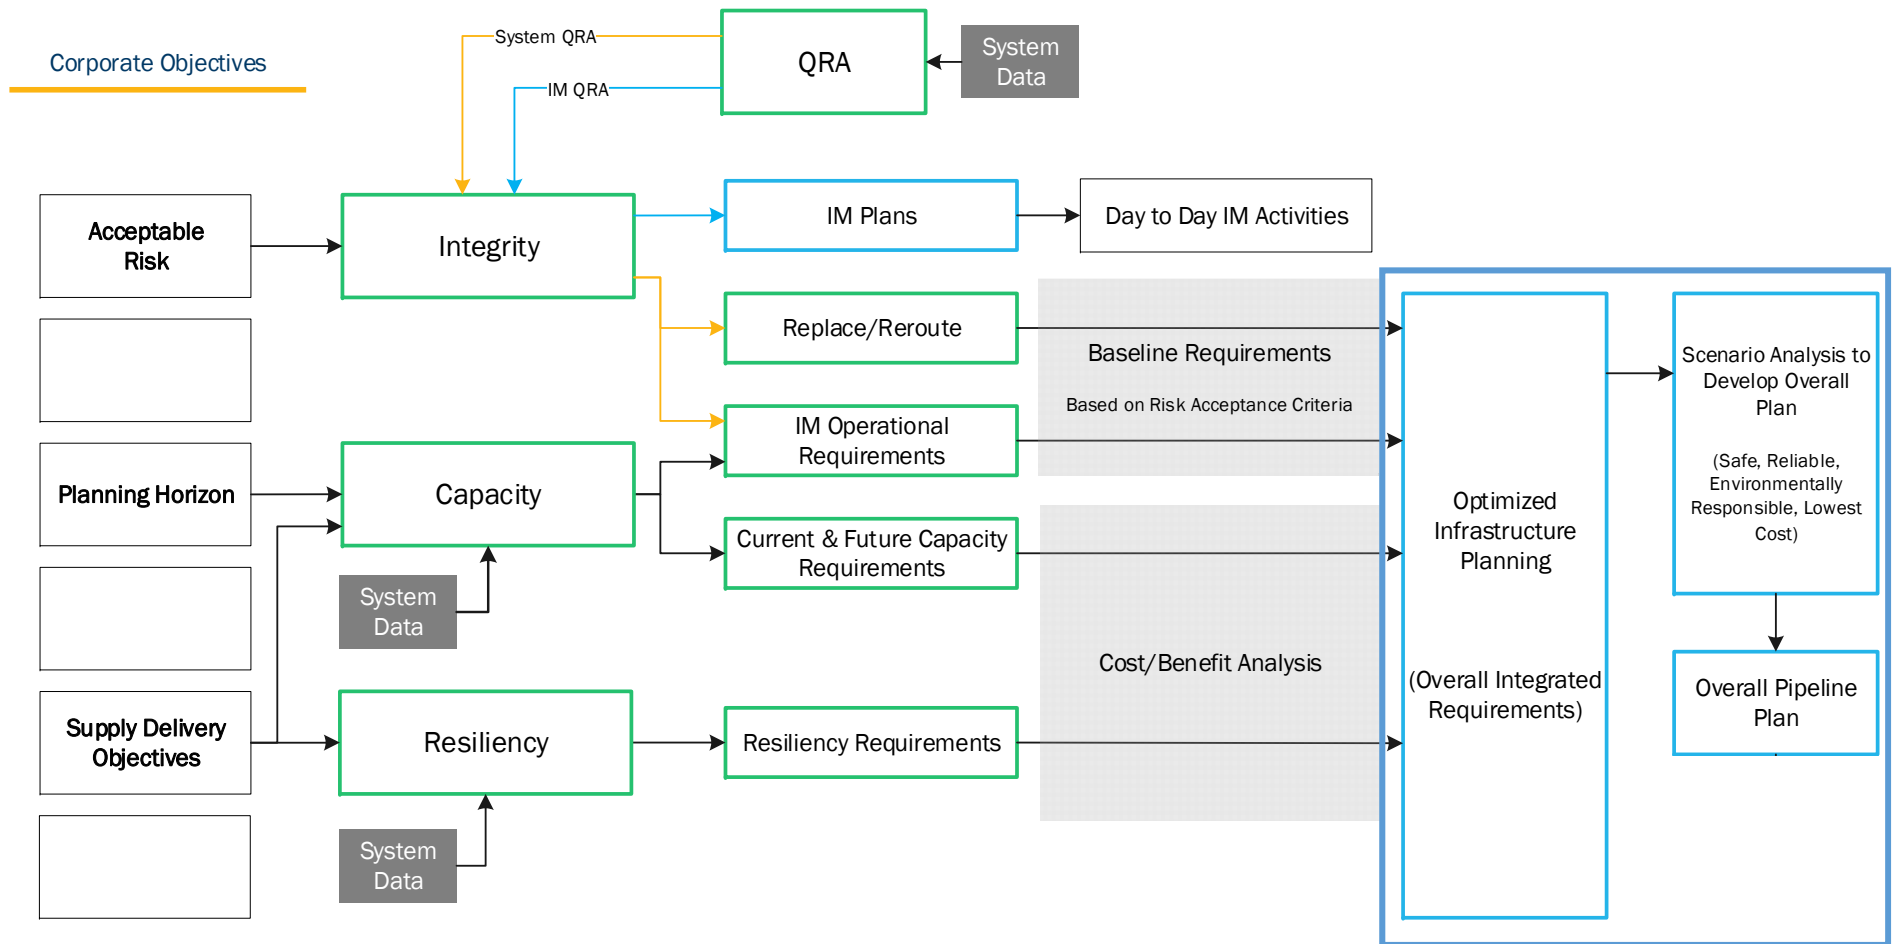 Corporate Objectives
System QRA
IM QRA
QRA
System
Data
Acceptable
Risk
Integrity
IM Plans
Day to Day IM Activities
Replace/Reroute
Baseline Requirements
Based on Risk Acceptance Criteria
IM Operational
Requirements
Planning Horizon
Capacity
Current & Future Capacity
Requirements
System
Data
Cost/Benefit Analysis
Supply Delivery
Objectives
Resiliency
Resiliency Requirements
System
Data
Optimized
Infrastructure
Planning
(Overall Integrated
Requirements)
Scenario Analysis to
Develop Overall
Plan
(Safe, Reliable,
Environmentally
Responsible, Lowest
Cost)
Overall Pipeline
Plan